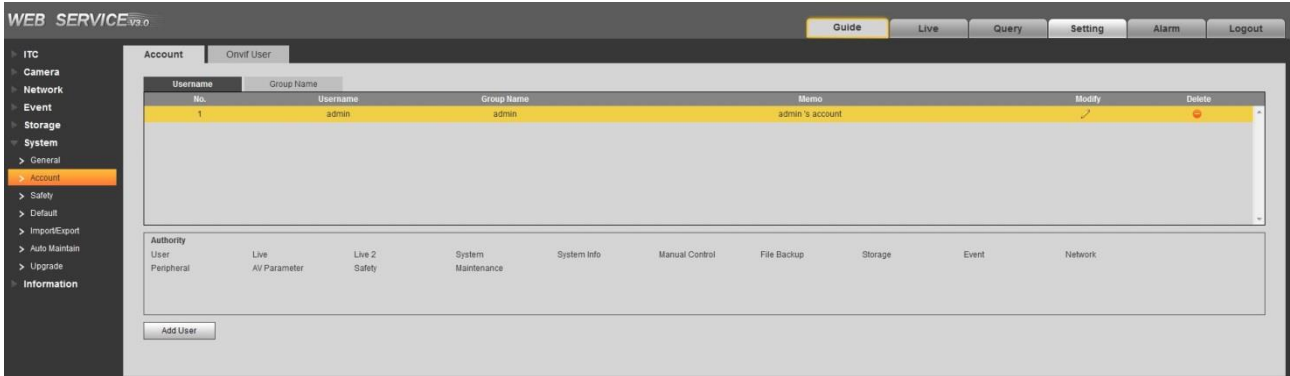 WEB SERVICE V3.0
Guide Live Query Setting Alarm Logout
ITC
Camera
Network
Event
Storage
System
General
Account
Safety
Default
Import/Export
Auto Maintain
Upgrade
Information
Account Onvif User
Username Group Name
No. Username Group Name Memo Modify Delete
1 admin admin admin 's account
Authority
User Live Live 2 System System Info Manual Control File Backup Storage Event Network
Peripheral AV Parameter Safety Maintenance
Add User